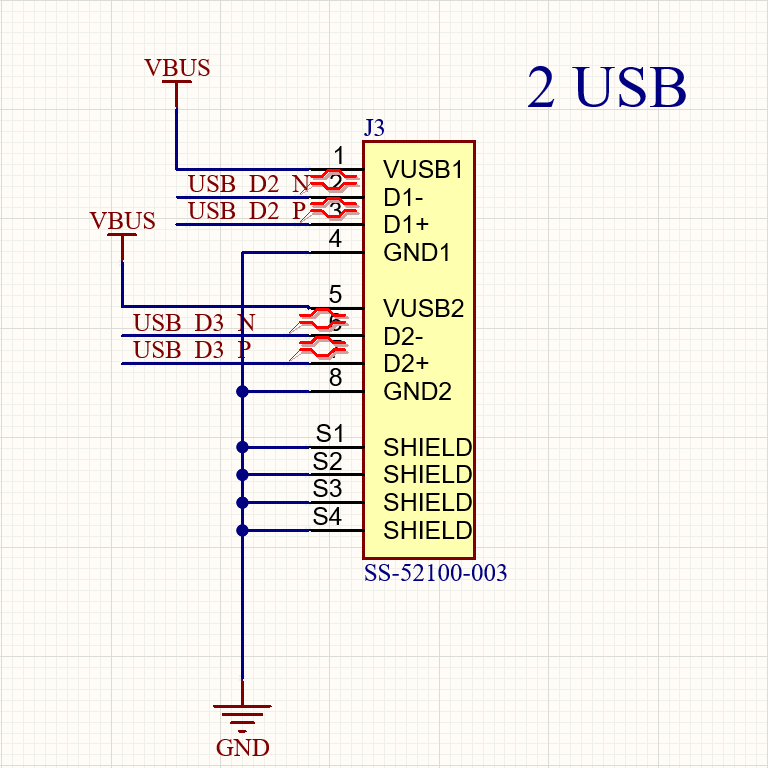 VBUS
2 USB
J3
1 VUSB1
USB D2 N 2 D1-
USB D2 P 3 D1+
VBUS
4 GND1
5 VUSB2
USB D3 N 6 D2-
USB D3 P D2+
8 GND2
S1 SHIELD
S2 SHIELD
S3 SHIELD
S4 SHIELD
SS-52100-003
GND